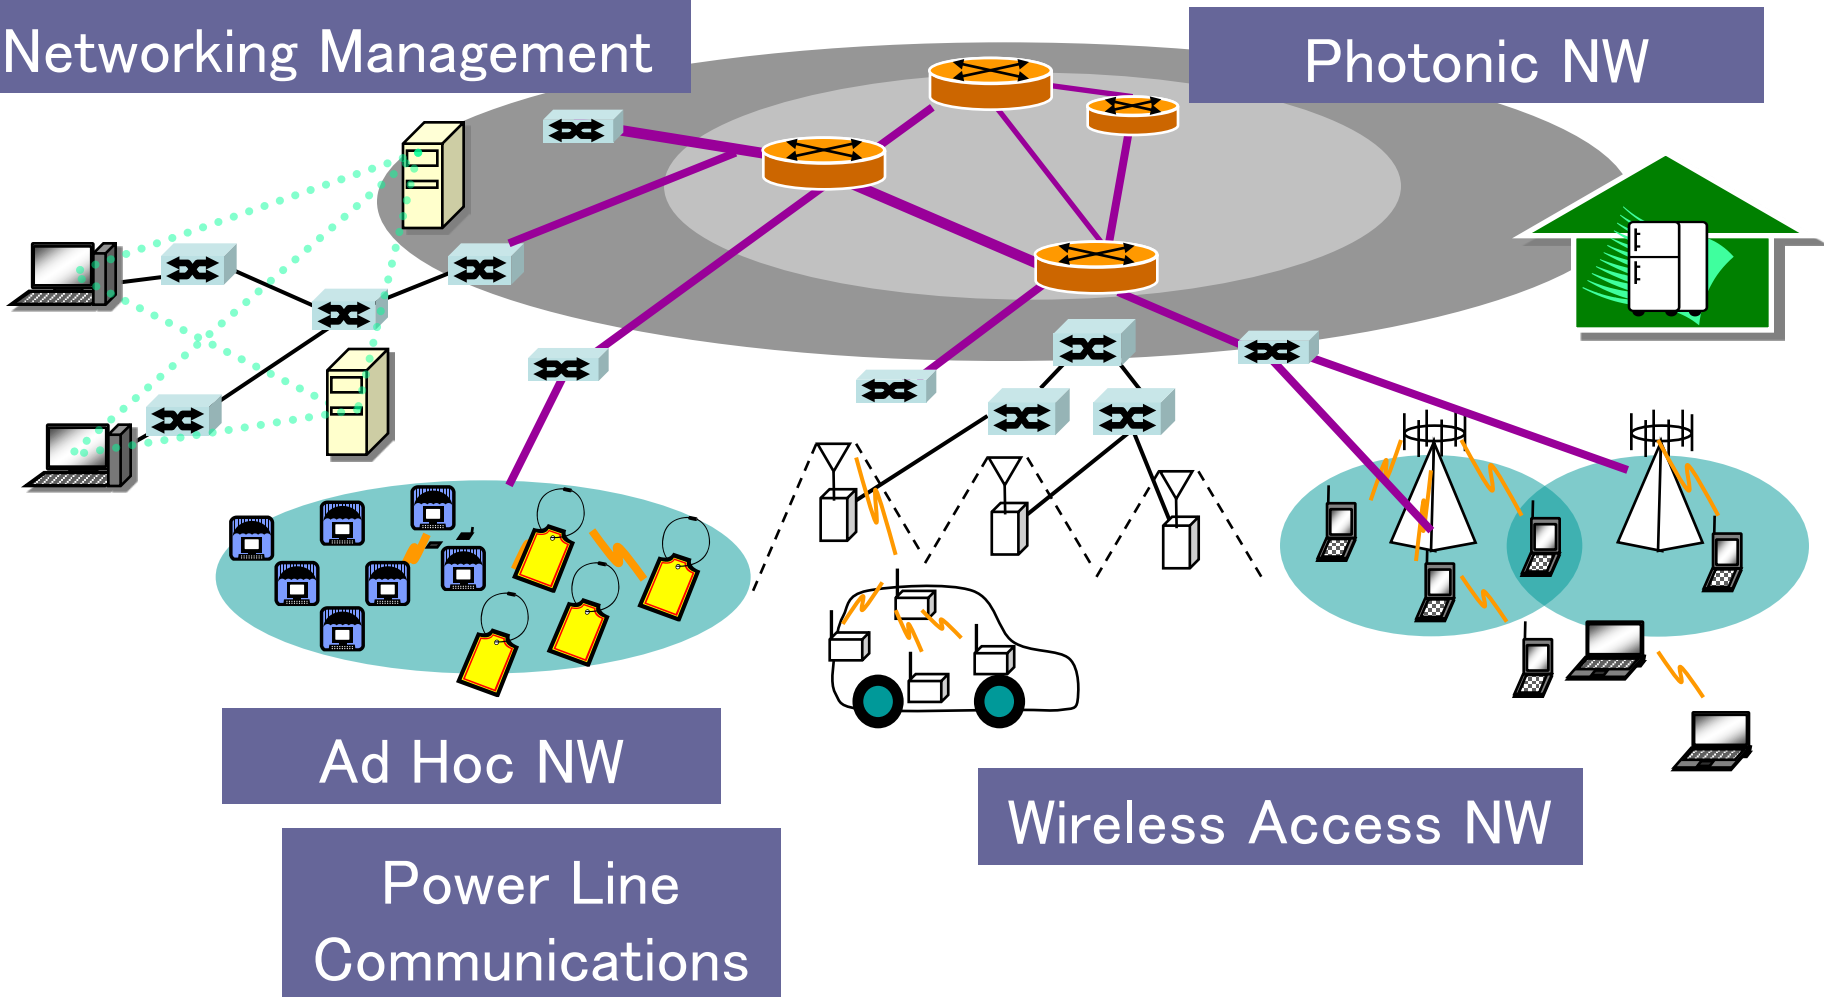 Networking Management
Photonic NW
Ad Hoc NW
Wireless Access NW
Power Line
Communications